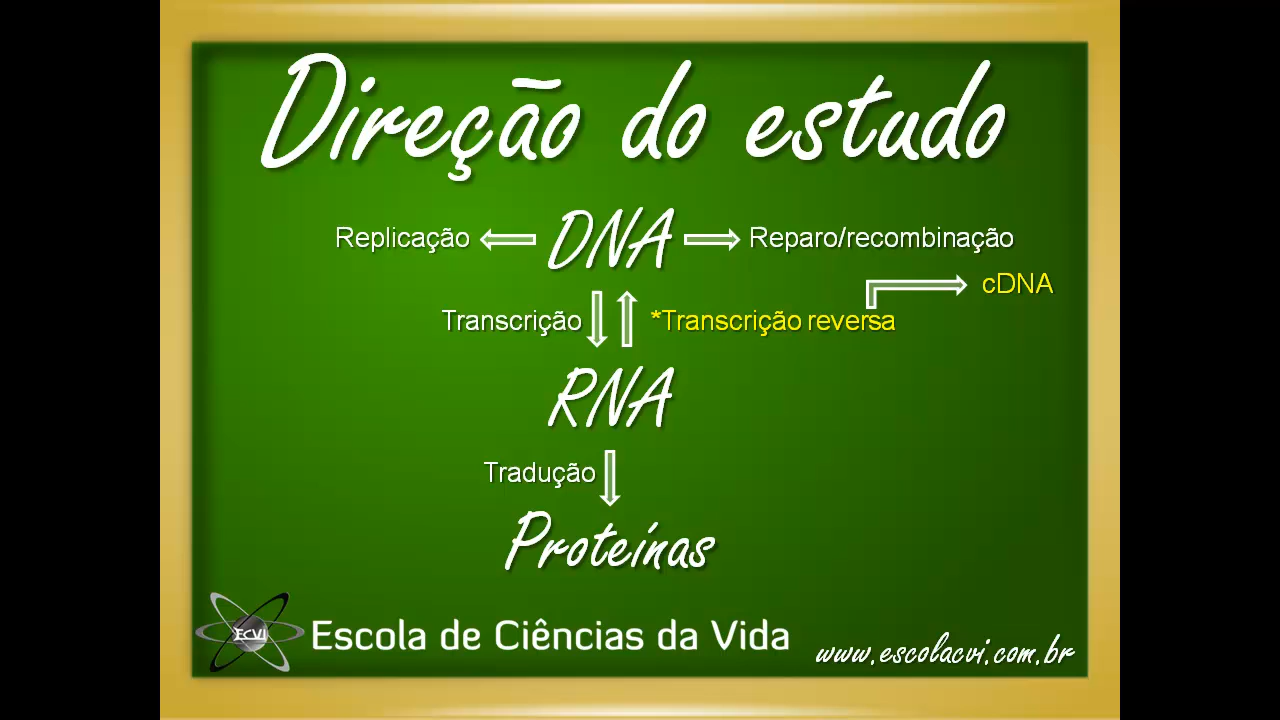 Direção do estudo
Replicação DNA Reparo/recombinação
cDNA
Transcrição *Transcrição reversa
RNA
Tradução
Proteínas
ECVI Escola de Ciências da Vida
www.escolacvi.com.br